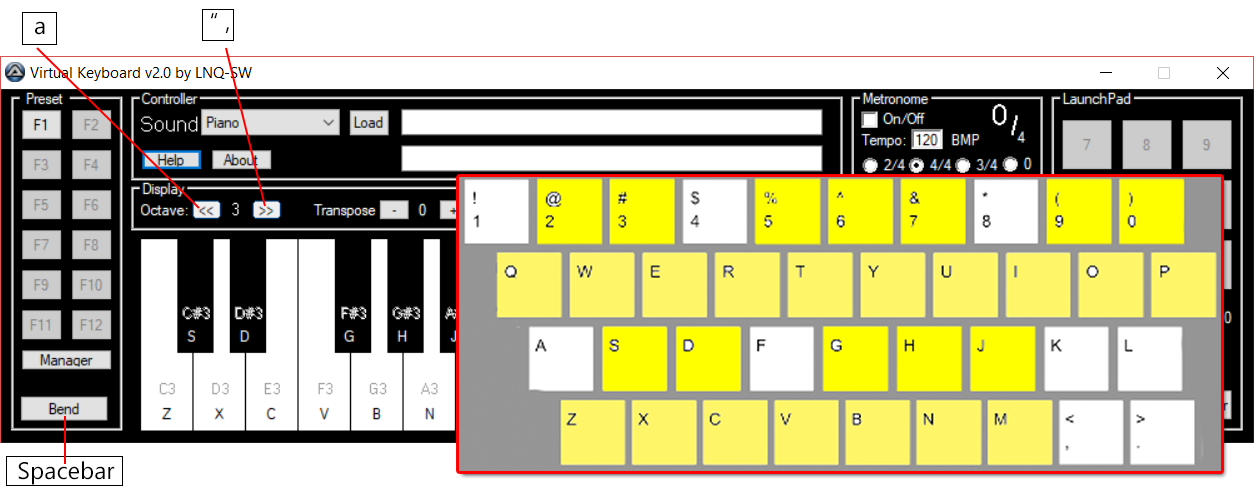 a
“ ,
Virtual Keyboard v2.0 by LNQ-SW
Preset
F1 F2
F3 F4
F5 F6
F7 F8
F9 F10
F11 F12
Manager
Bend
Spacebar
Controller
Sound Piano Load
Help About
Display
Octave: << 3 >> Transpose - 0 +
Metronome
On/Off
0/4
Tempo: 120 BMP
2/4 4/4 3/4 0
LaunchPad
7 8 9
0
C#3 D#3 F#3 G#3
S D G H J
C3 D3 E3 F3 G3 A3
Z X C V B N
! @ # $ % ^ & * ( )
1 2 3 4 5 6 7 8 9 0
Q W E R T Y U I O P
A S D F G H J K L
Z X C V B N M < >
, .